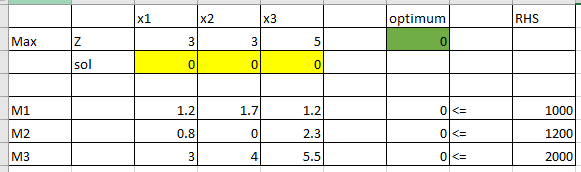 x1 x2 x3 optimum RHS
Max Z 3 3 5 0
sol 0 0 0
M1 1.2 1.7 1.2 0 <= 1000
M2 0.8 0 2.3 0 <= 1200
M3 3 4 5.5 0 <= 2000